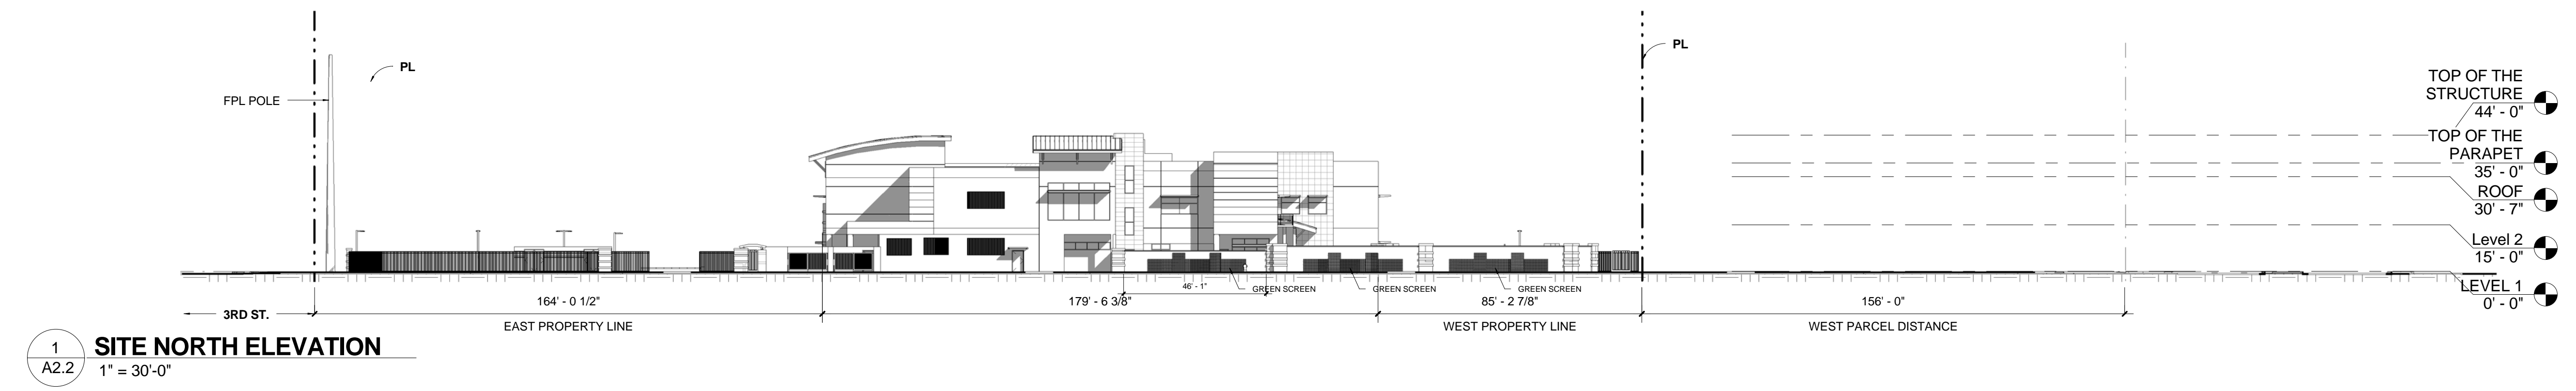 PL
PL
FPL POLE
TOP OF THE
STRUCTURE
44' - 0"
TOP OF THE
PARAPET
35' - 0"
ROOF
30' - 7"
Level 2
15' - 0"
LEVEL 1
0' - 0"
46' - 1"
GREEN SCREEN
GREEN SCREEN
GREEN SCREEN
164' - 0 1/2"
179' - 6 3/8"
85' - 2 7/8"
156' - 0"
3RD ST.
EAST PROPERTY LINE
WEST PROPERTY LINE
WEST PARCEL DISTANCE
1
A2.2
SITE NORTH ELEVATION
1" = 30'-0"